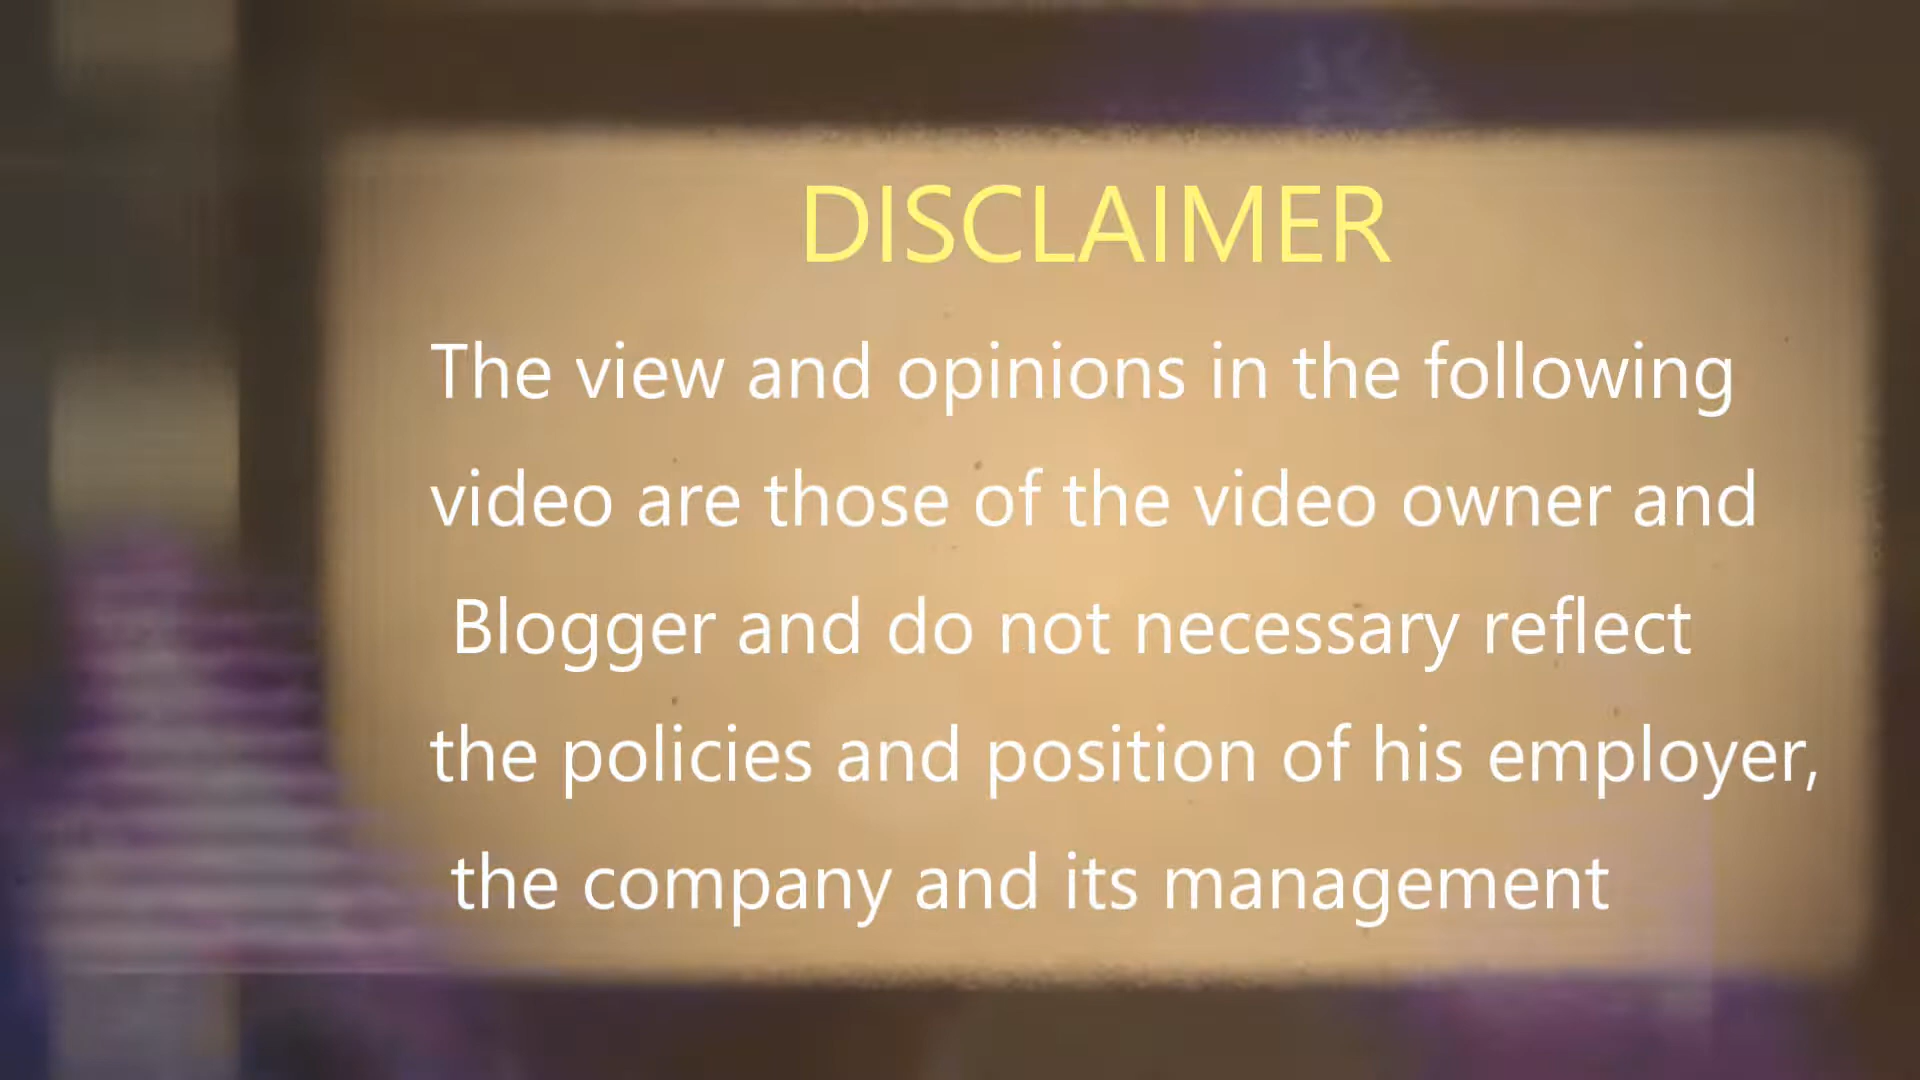 DISCLAIMER
The view and opinions in the following
video are those of the video owner and
Blogger and do not necessary reflect
the policies and position of his employer,
the company and its management